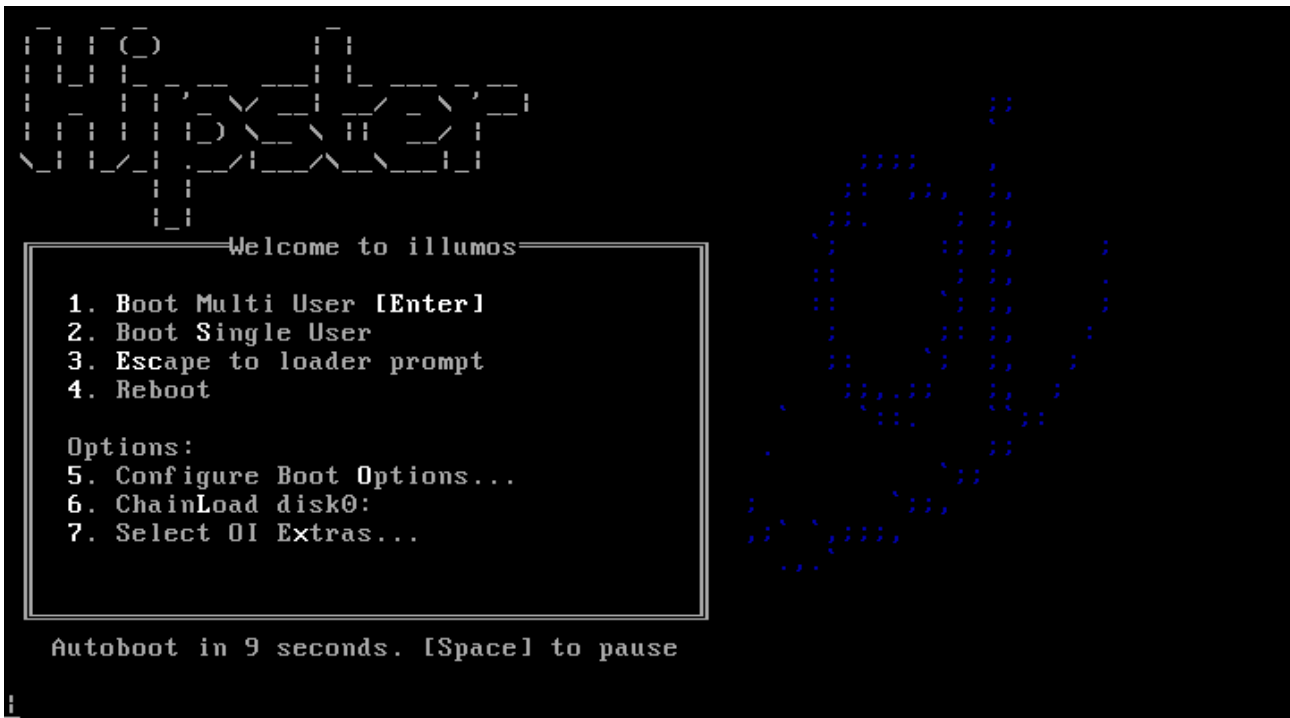 Hipster
Welcome to illumos
1. Boot Multi User [Enter]
2. Boot Single User
3. Escape to loader prompt
4. Reboot
Options:
5. Configure Boot Options...
6. ChainLoad disk0:
7. Select OI Extras...
Autoboot in 9 seconds. [Space] to pause